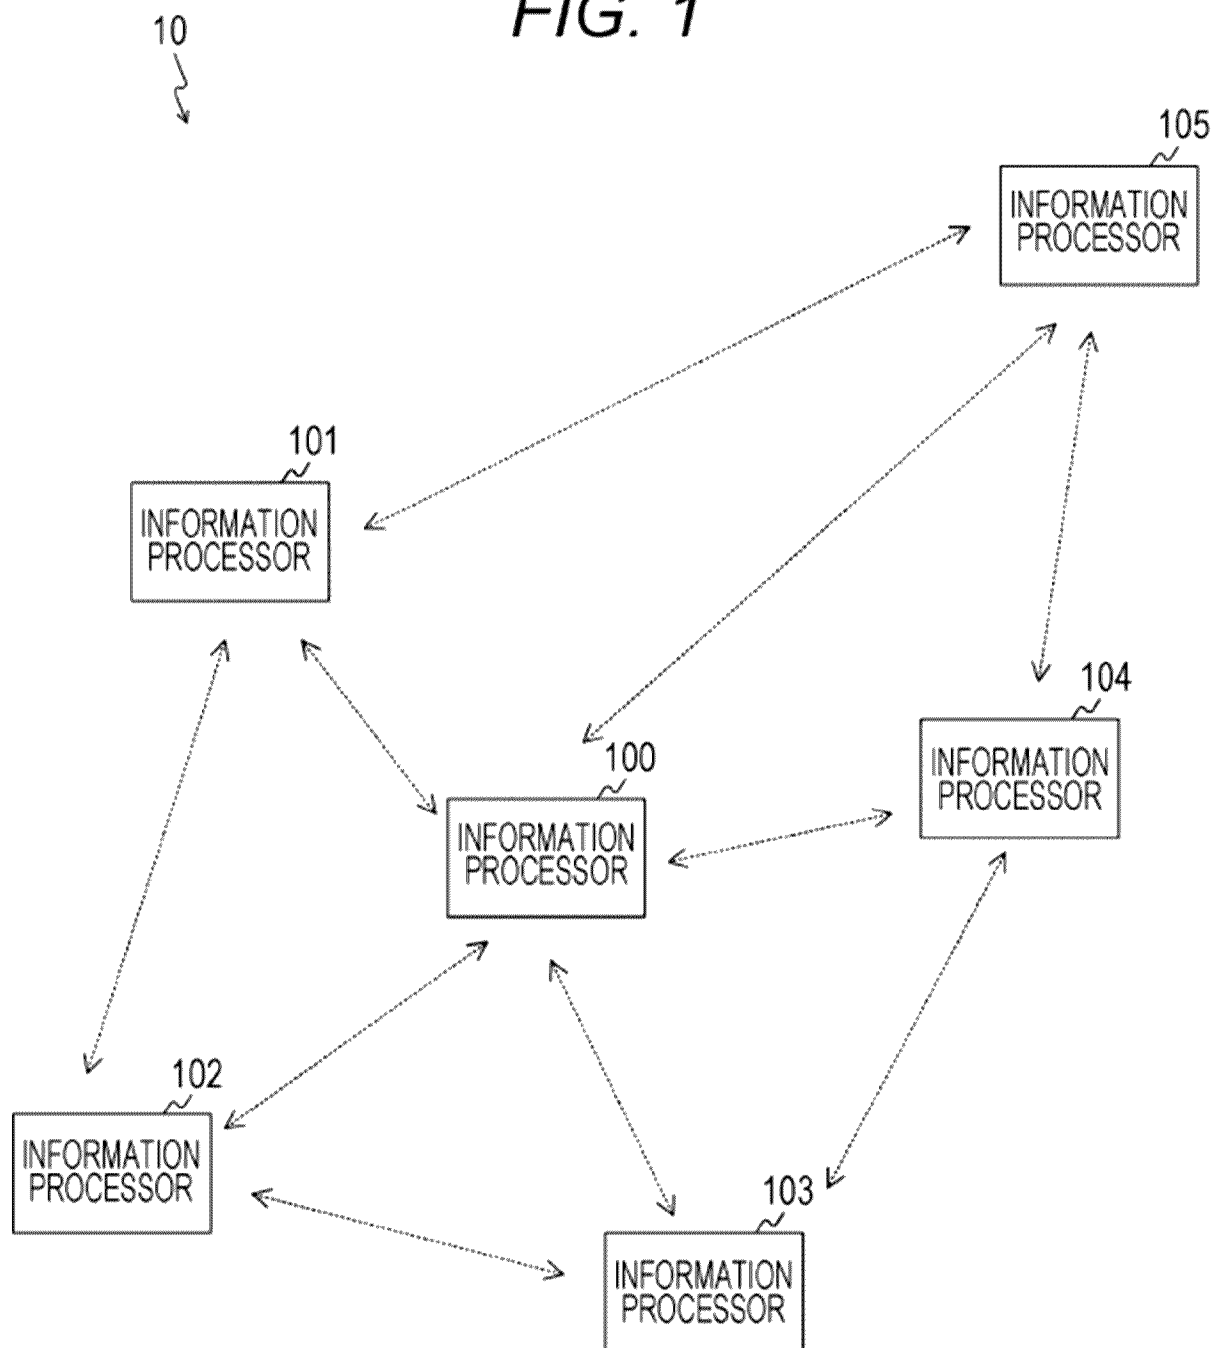 FIG. 1
10
105
INFORMATION
PROCESSOR
101
INFORMATION
PROCESSOR
104
INFORMATION
PROCESSOR
100
INFORMATION
PROCESSOR
102
INFORMATION
PROCESSOR
103
INFORMATION
PROCESSOR